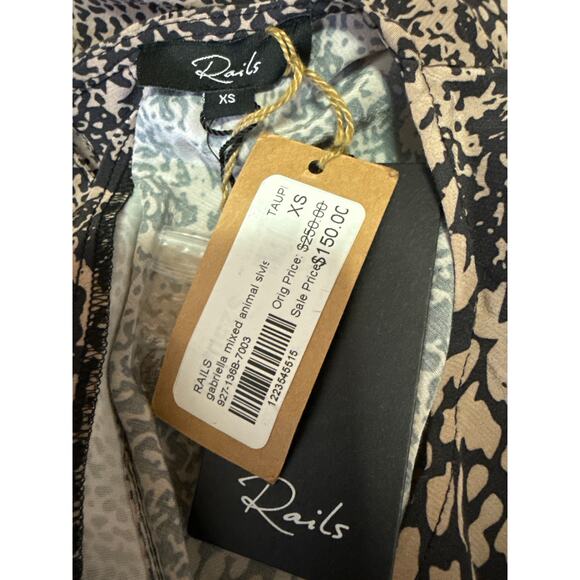 Rails
XS
RAILS
gabriella mixed animal slvls
927-136B-7003
TAUPI
XS
Orig Price: $250.00
Sale Price $150.00
1223545515
Rails